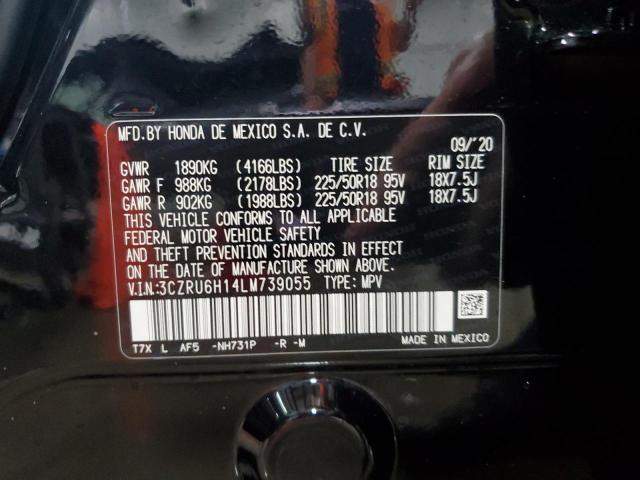 MFD.BY HONDA DE MEXICO S.A. DE C.V.
09/'20
GVWR 1890KG (4166LBS) TIRE SIZE RIM SIZE
GAWR F 988KG (2178LBS) 225/50R18 95V 18X7.5J
GAWR R 902KG (1988LBS) 225/50R18 95V 18X7.5J
THIS VEHICLE CONFORMS TO ALL APPLICABLE
FEDERAL MOTOR VEHICLE SAFETY
AND THEFT PREVENTION STANDARDS IN EFFECT
ON THE DATE OF MANUFACTURE SHOWN ABOVE.
V.I.N.:3CZRU6H14LM739055 TYPE: MPV
T7X L AF5 -NH731P -R -M MADE IN MEXICO